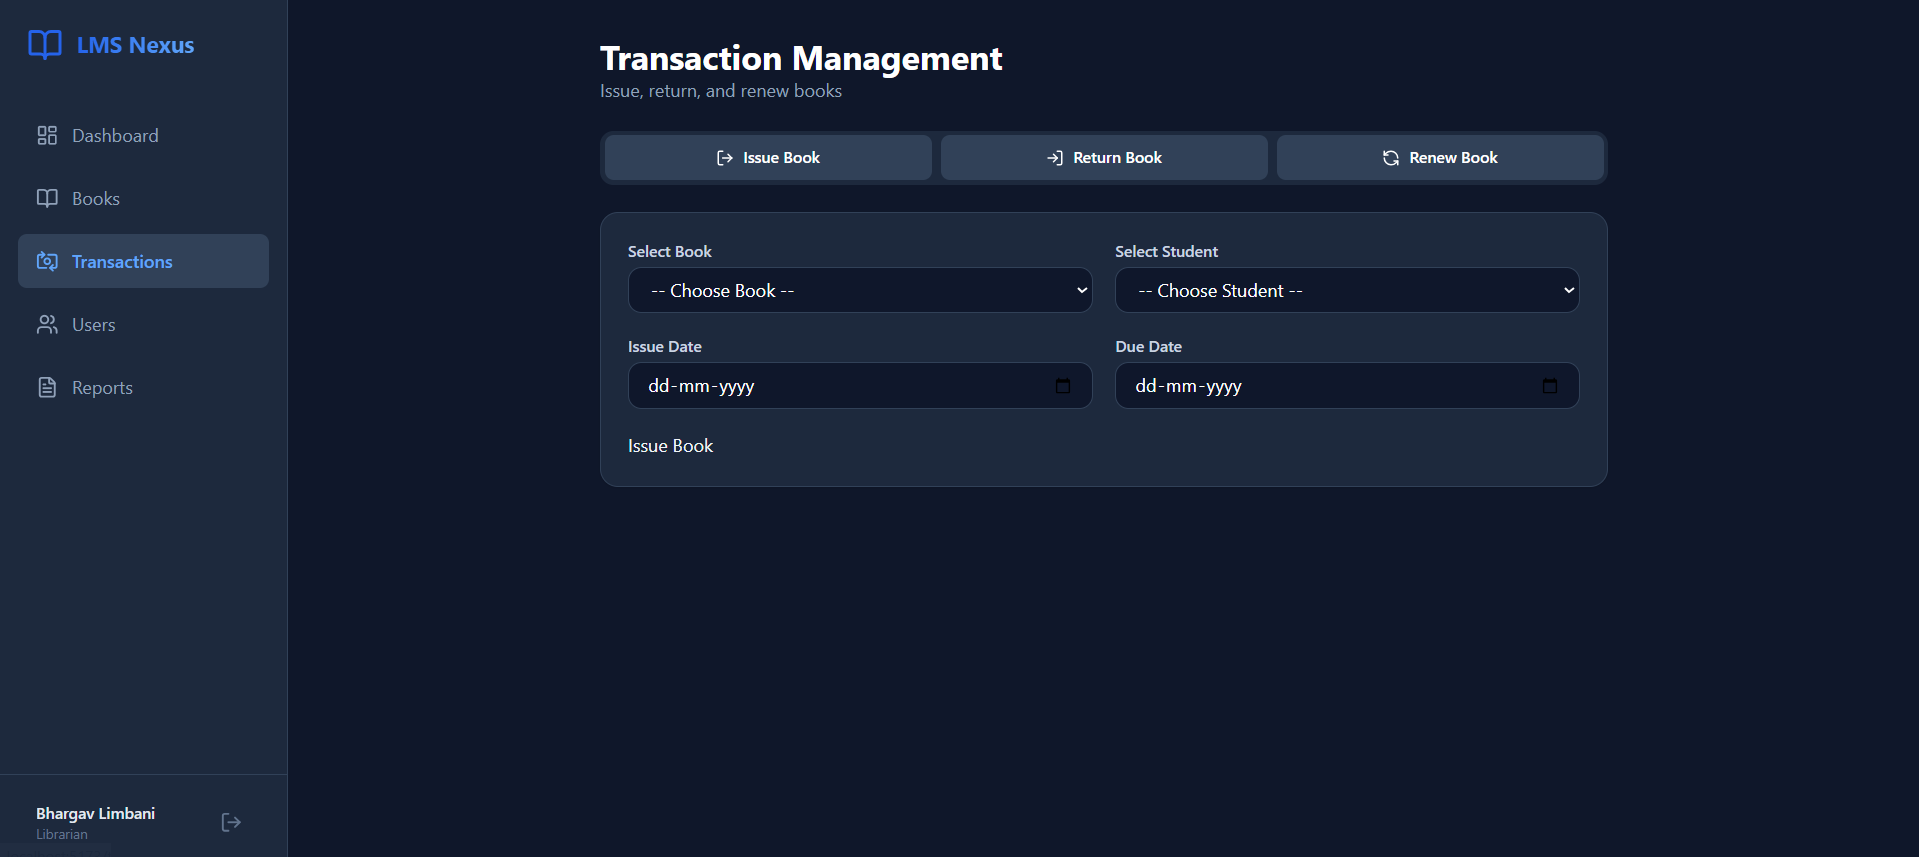 LMS Nexus
Dashboard
Books
Transactions
Users
Reports
Bhargav Limbani
Librarian
Transaction Management
Issue, return, and renew books
Issue Book
Return Book
Renew Book
Select Book
Select Student
-- Choose Book --
-- Choose Student --
Issue Date
Due Date
dd-mm-yyyy
dd-mm-yyyy
Issue Book